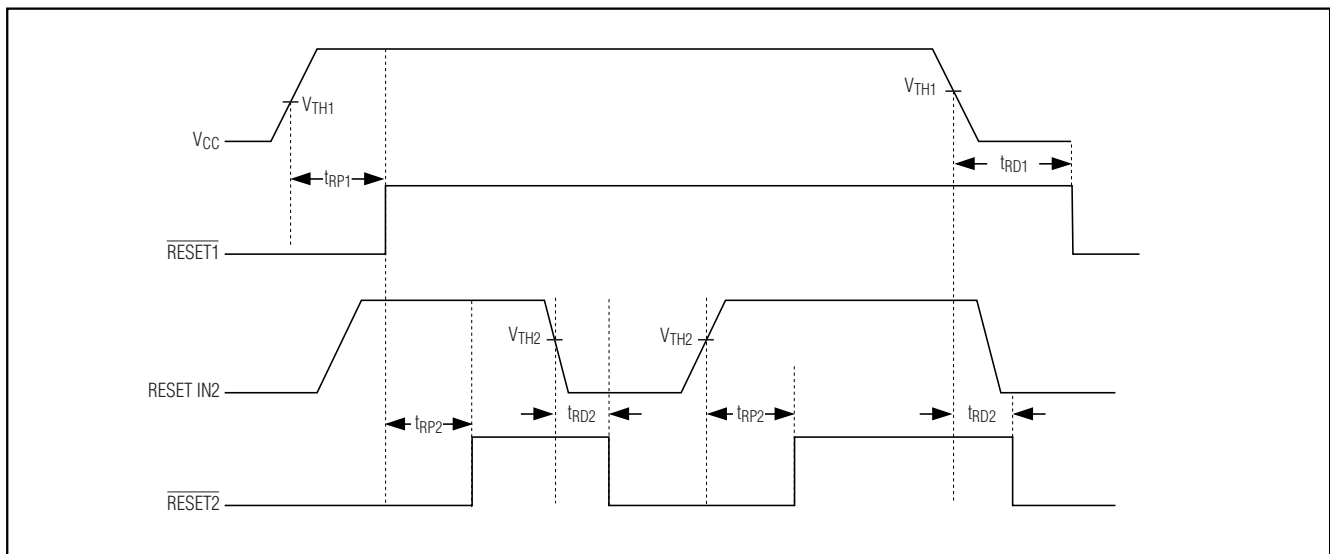 VTH1
VTH1
VCC
tRP1
tRD1
RESET1
VTH2
VTH2
RESET IN2
tRP2
tRD2
tRP2
tRD2
RESET2